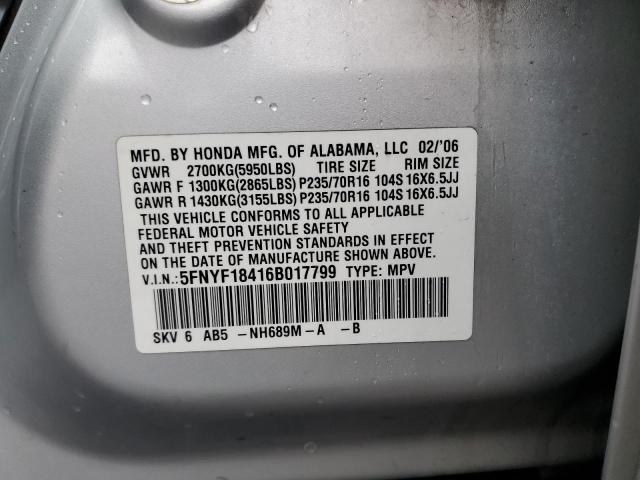 MFD. BY HONDA MFG. OF ALABAMA, LLC 02/'06
GVWR 2700KG(5950LBS) TIRE SIZE RIM SIZE
GAWR F 1300KG(2865LBS) P235/70R16 104S 16X6.5JJ
GAWR R 1430KG(3155LBS) P235/70R16 104S 16X6.5JJ
THIS VEHICLE CONFORMS TO ALL APPLICABLE
FEDERAL MOTOR VEHICLE SAFETY
AND THEFT PREVENTION STANDARDS IN EFFECT
ON THE DATE OF MANUFACTURE SHOWN ABOVE.
V.I.N.:5FNYF18416B017799 TYPE: MPV
SKV 6 AB5 -NH689M-A -B